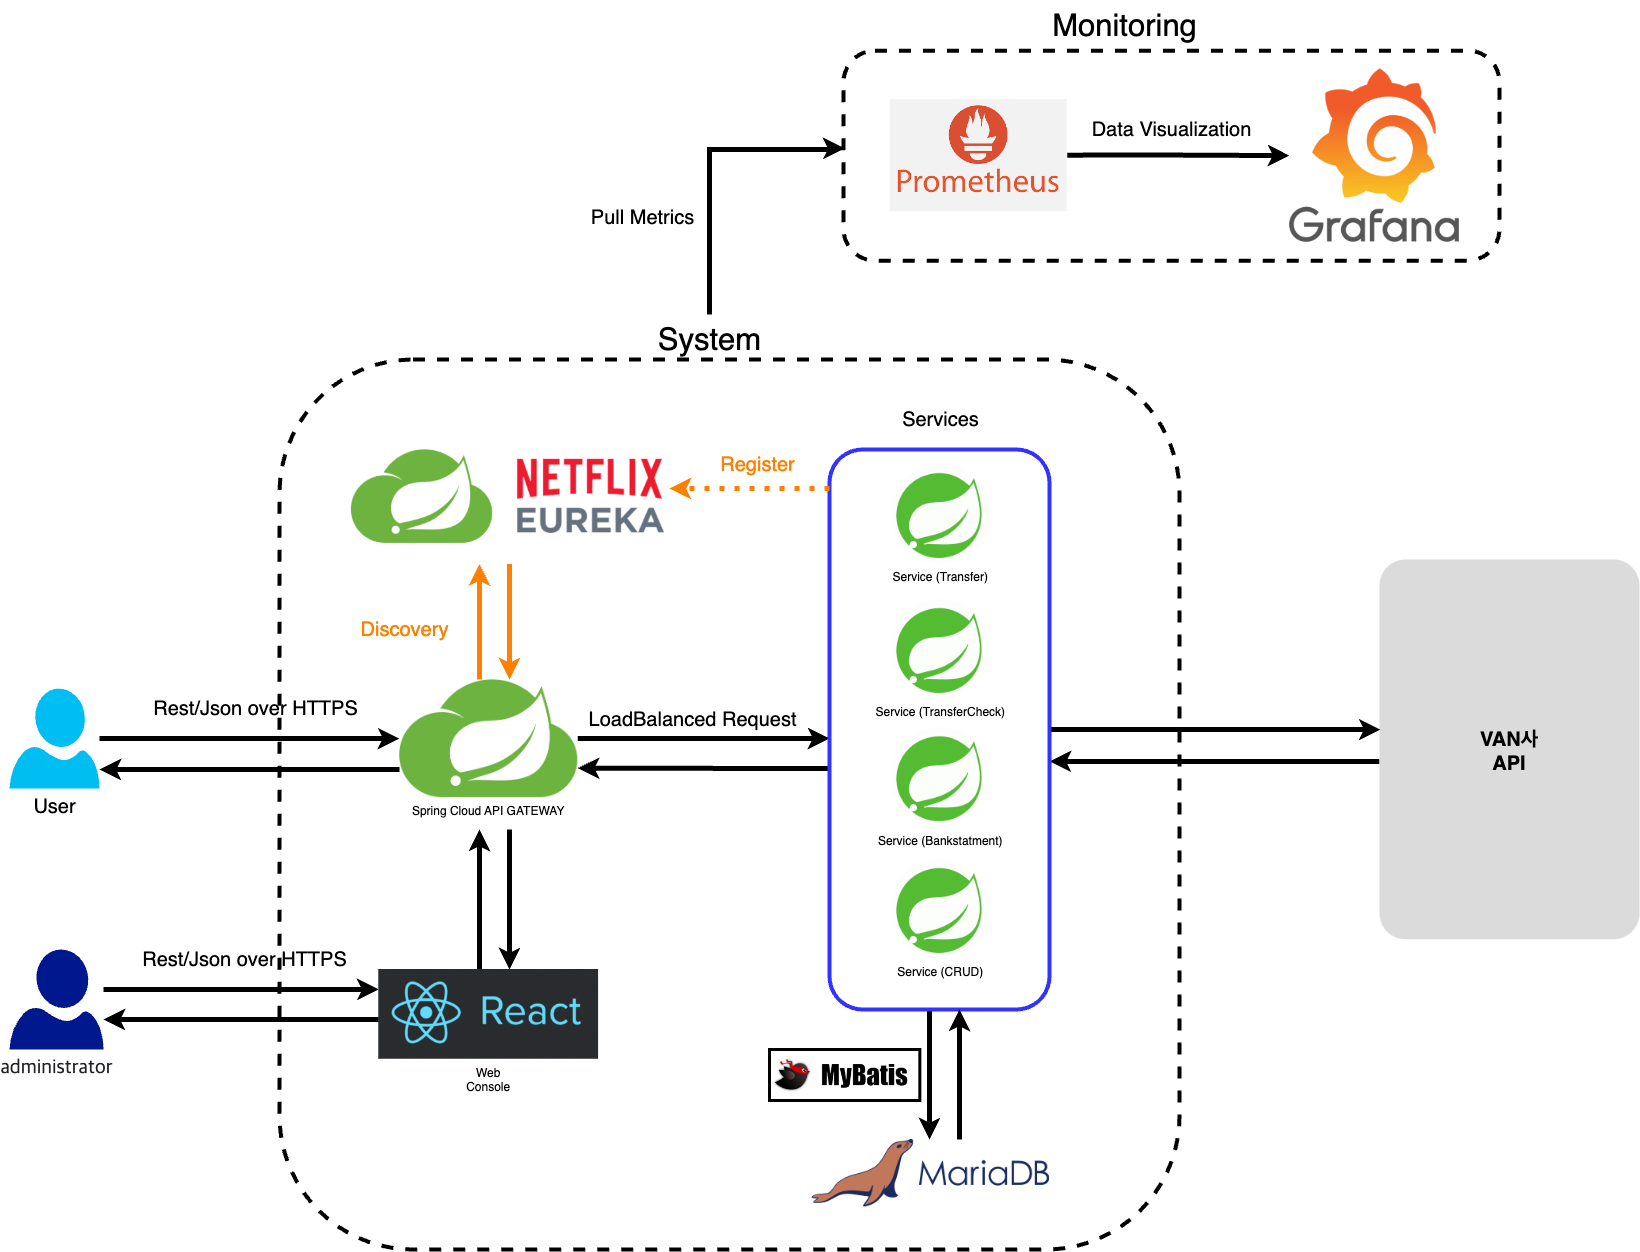 Monitoring
Prometheus
Data Visualization
Grafana
Pull Metrics
System
Services
NETFLIX
EUREKA
Register
Service (Transfer)
Discovery
Service (TransferCheck)
Rest/Json over HTTPS
LoadBalanced Request
User
Spring Cloud API GATEWAY
VAN사
API
Service (Bankstatment)
Rest/Json over HTTPS
Service (CRUD)
administrator
React
Web
Console
MyBatis
MariaDB